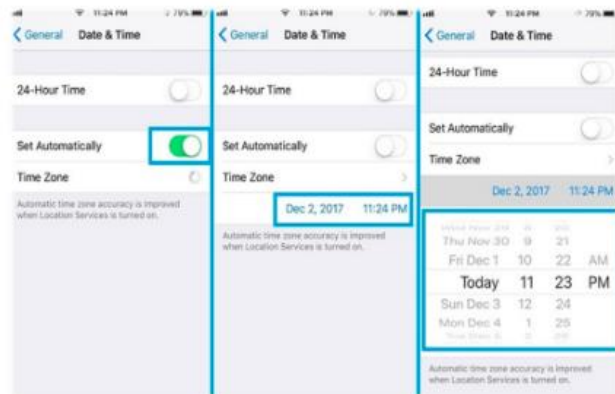 11:24 PM
79%
General
Date & Time
24-Hour Time
Set Automatically
Time Zone
Automatic time zone accuracy is improved
when Location Services is turned on.
11:24 PM
79%
General
Date & Time
24-Hour Time
Set Automatically
Time Zone
Dec 2, 2017 11:24 PM
Automatic time zone accuracy is improved
when Location Services is turned on.
11:24 PM
79%
General
Date & Time
24-Hour Time
Set Automatically
Time Zone
Dec 2, 2017 11:24 PM
Thu Nov 30 9 21
Fri Dec 1 10 22 AM
Today 11 23 PM
Sun Dec 3 12 24
Mon Dec 4 1 25
Automatic time zone accuracy is improved
when Location Services is turned on.